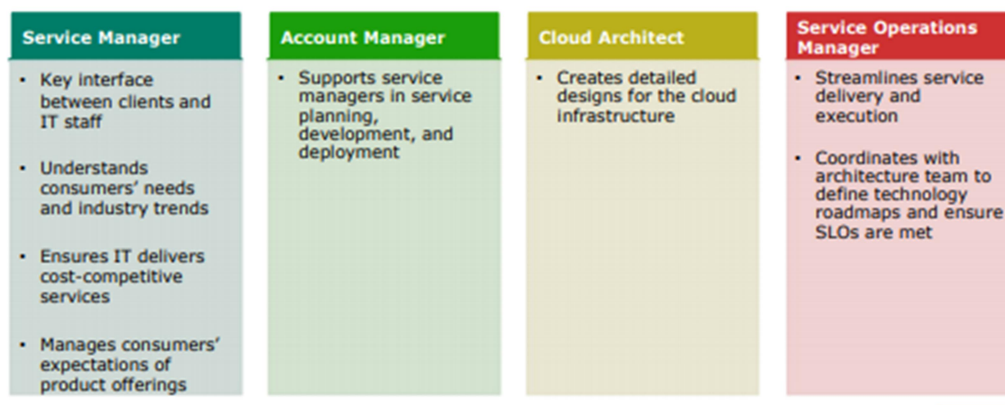 Service Manager
• Key interface
between clients and
IT staff
• Understands
consumers’ needs
and industry trends
• Ensures IT delivers
cost-competitive
services
• Manages consumers’
expectations of
product offerings
Account Manager
• Supports service
managers in service
planning,
development, and
deployment
Cloud Architect
• Creates detailed
designs for the cloud
infrastructure
Service Operations
Manager
• Streamlines service
delivery and
execution
• Coordinates with
architecture team to
define technology
roadmaps and ensure
SLOs are met